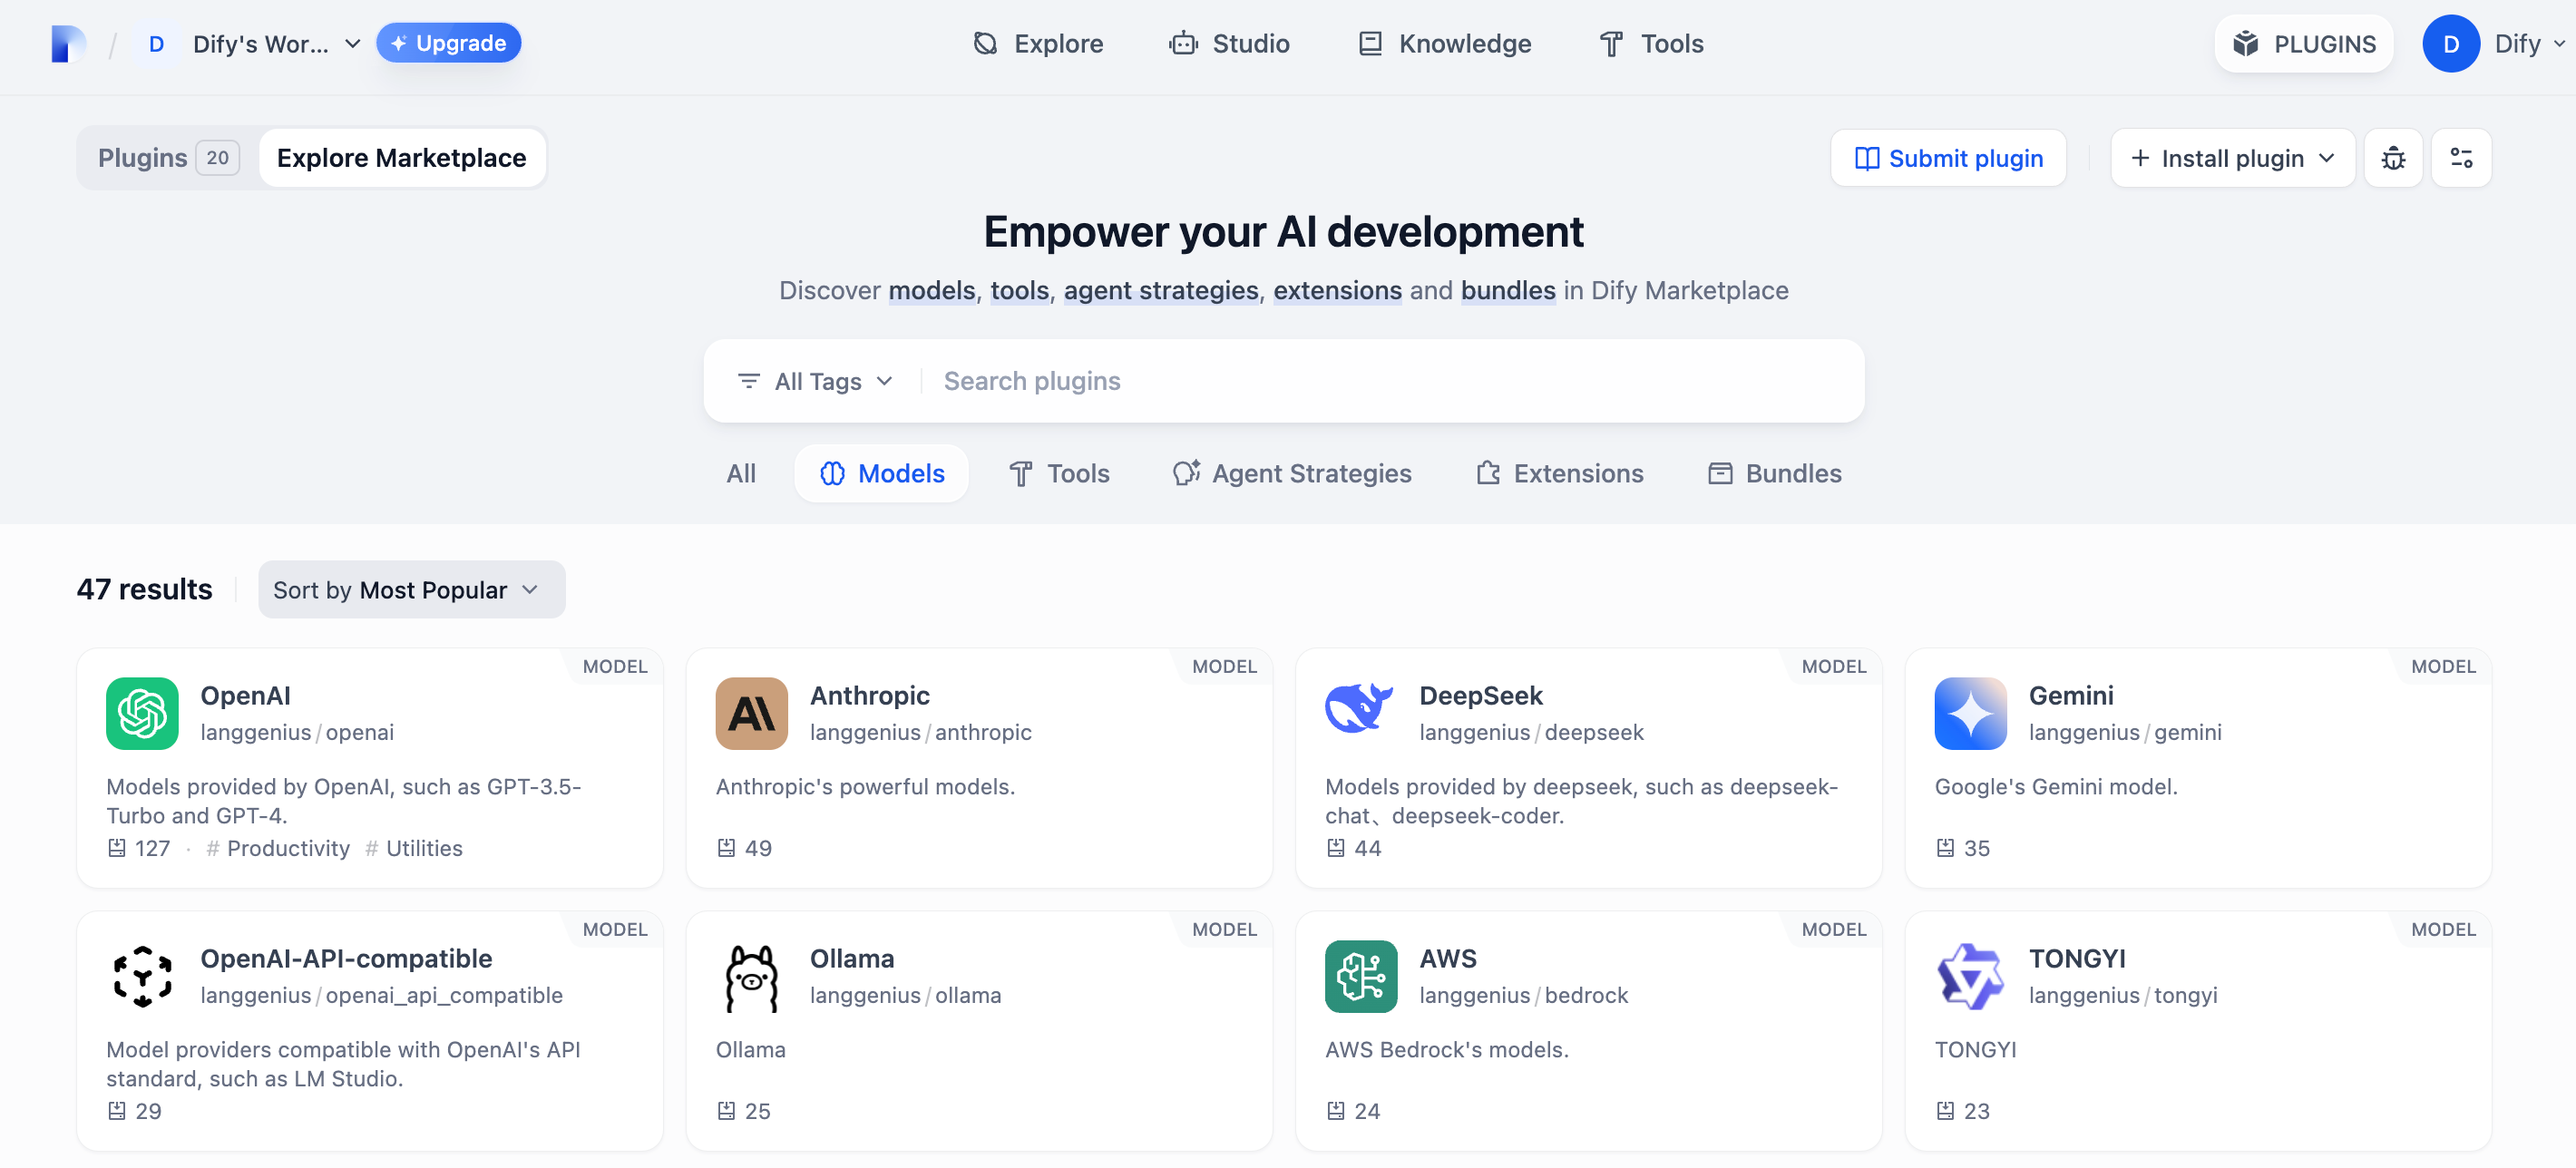 D Dify's Wor... Upgrade Explore Studio Knowledge Tools PLUGINS D Dify
Plugins 20 Explore Marketplace Submit plugin + Install plugin
Empower your AI development
Discover models, tools, agent strategies, extensions and bundles in Dify Marketplace
All Tags Search plugins
All Models Tools Agent Strategies Extensions Bundles
47 results Sort by Most Popular
MODEL
OpenAI
langgenius/openai
Models provided by OpenAI, such as GPT-3.5-
Turbo and GPT-4.
127 · # Productivity # Utilities
MODEL
Anthropic
langgenius/anthropic
Anthropic's powerful models.
49
MODEL
DeepSeek
langgenius/deepseek
Models provided by deepseek, such as deepseek-
chat、deepseek-coder.
44
MODEL
Gemini
langgenius/gemini
Google's Gemini model.
35
MODEL
OpenAI-API-compatible
langgenius/openai_api_compatible
Model providers compatible with OpenAI's API
standard, such as LM Studio.
29
MODEL
Ollama
langgenius/ollama
Ollama
25
MODEL
AWS
langgenius/bedrock
AWS Bedrock's models.
24
MODEL
TONGYI
langgenius/tongyi
TONGYI
23